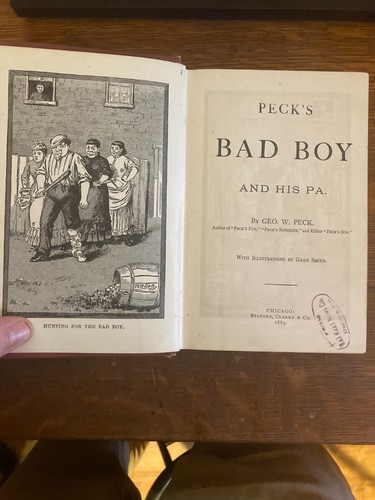 HUNTING FOR THE BAD BOY.
PECK'S
BAD BOY
AND HIS PA.
By GEO. W. PECK,
Author of "Peck's Fun," "Peck's Sunshine," and Editor "Peck's Sun."
With Illustrations by Gean Smith.
CHICAGO:
Belford, Clarke & Co.
1883